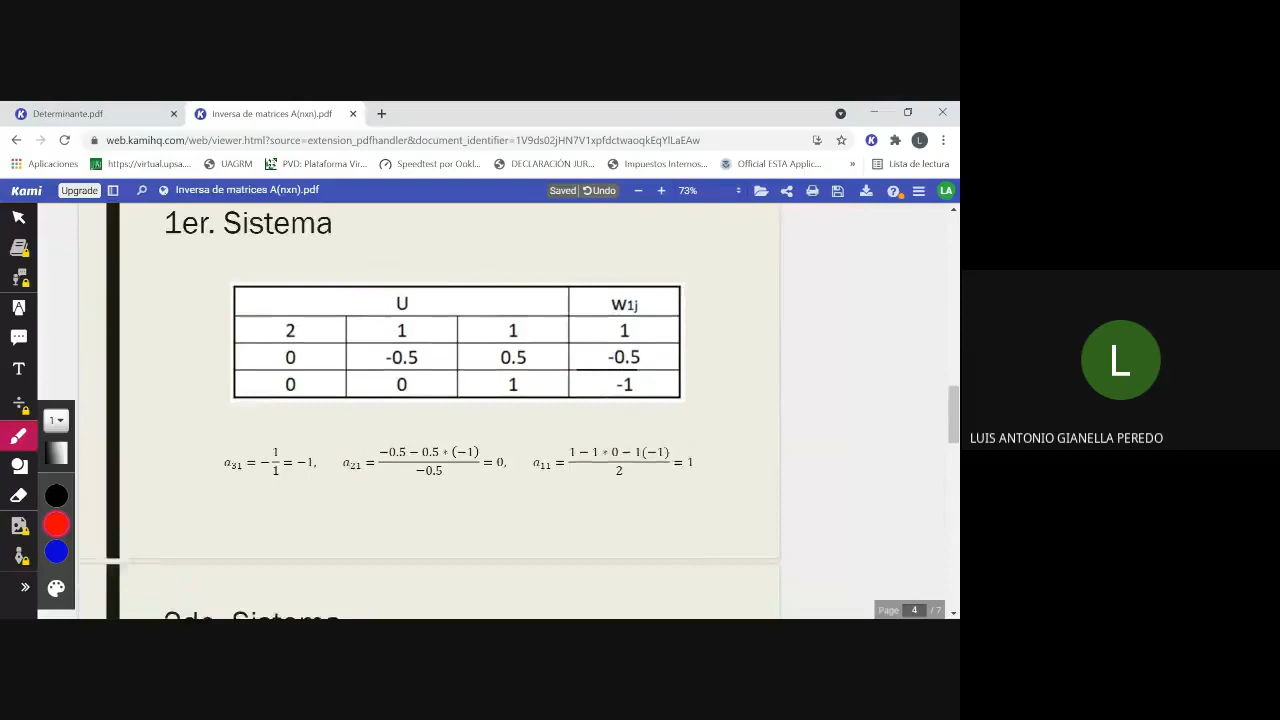 Determinante.pdf
Inversa de matrices A(nxn).pdf
web.kamihq.com/web/viewer.html?source=extension_pdfhandler&document_identifier=1V9ds02jHN7V1xpfdctwaoqkEqYlLaEAw
Aplicaciones https://virtual.upsa.... UAGRM PVD: Plataforma Vir... Speedtest por Ookl... DECLARACIÓN JUR... Impuestos Internos... Official ESTA Applic... » Lista de lectura
Kami Upgrade Inversa de matrices A(nxn).pdf Saved Undo 73% LA
1er. Sistema
U w1j
2 1 1 1
0 -0.5 0.5 -0.5
0 0 1 -1
a₃₁ = −1/1 = −1, a₂₁ = (−0.5 − 0.5 ∗ (−1))/(−0.5) = 0, a₁₁ = (1 − 1 ∗ 0 − 1(−1))/2 = 1
2do. Sistema
Page 4 / 7
1
L
LUIS ANTONIO GIANELLA PEREDO